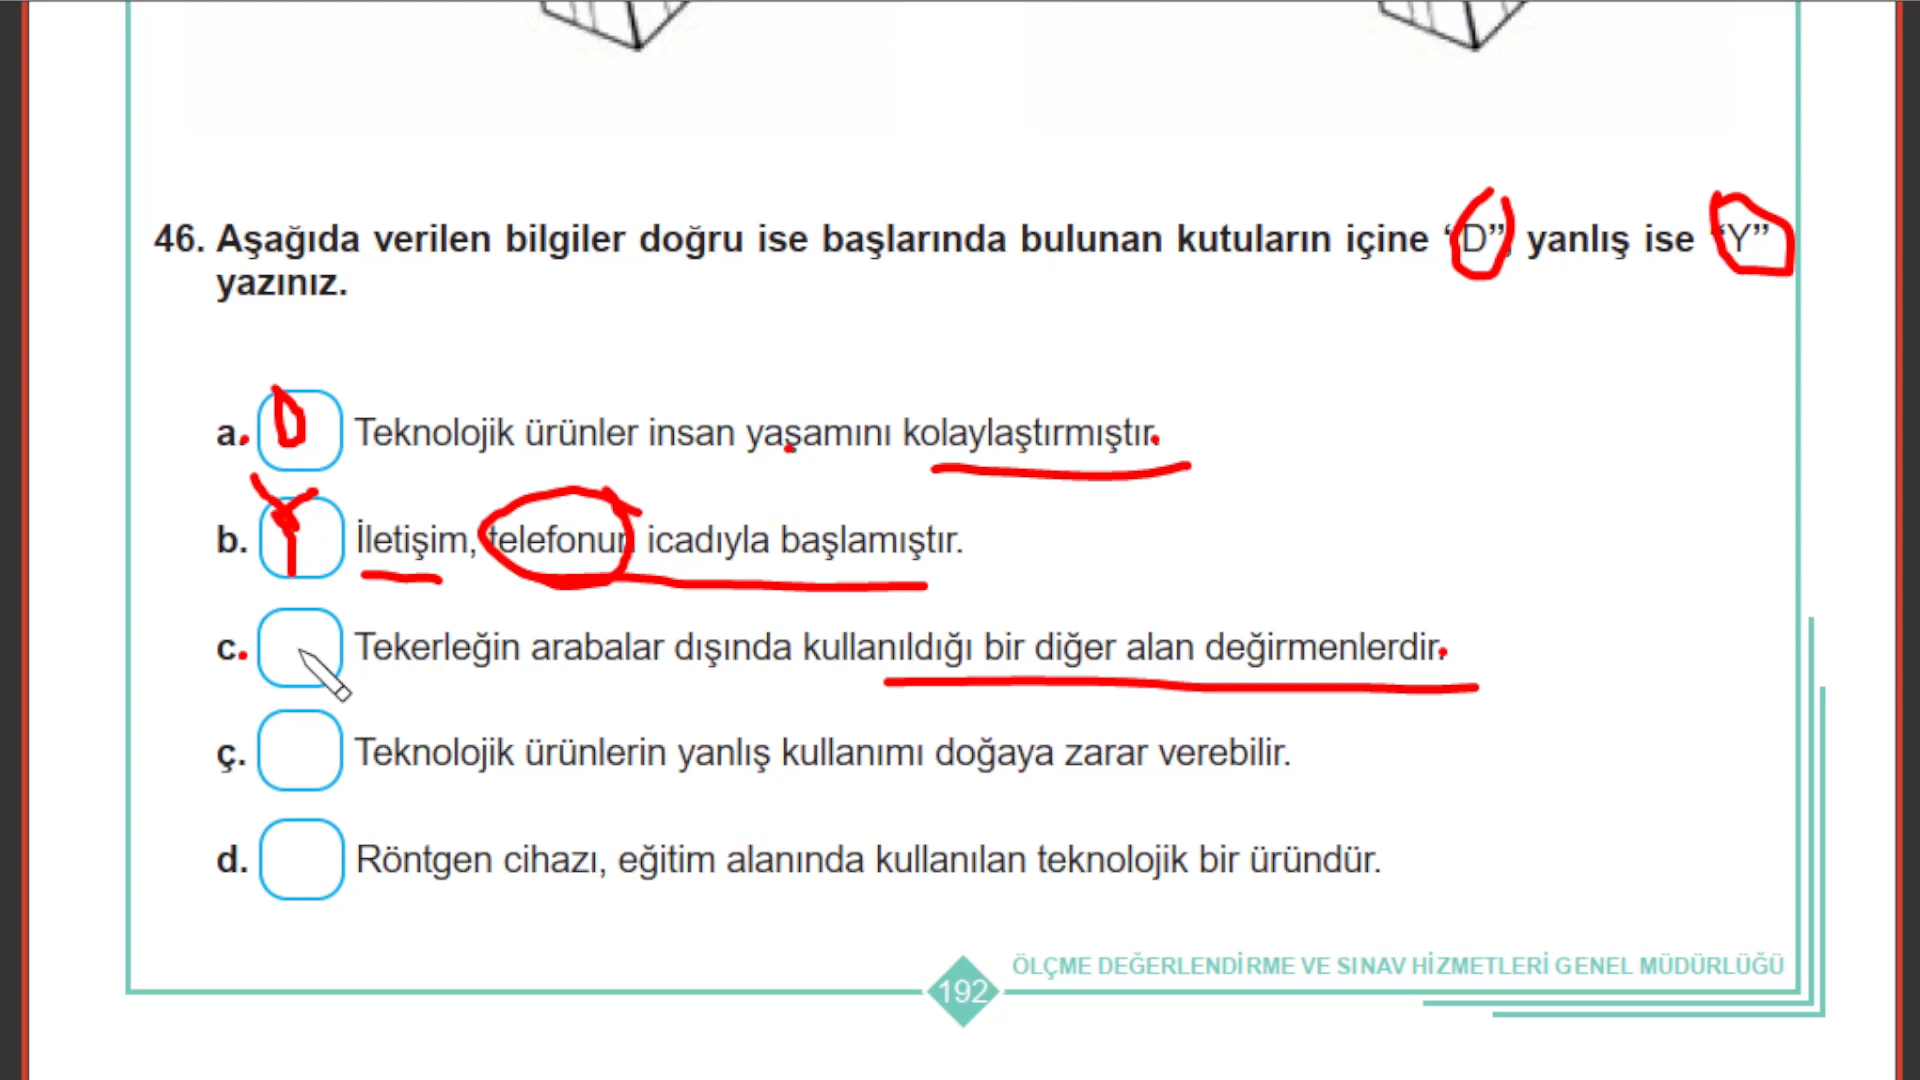 46. Aşağıda verilen bilgiler doğru ise başlarında bulunan kutuların içine “D”, yanlış ise “Y”
yazınız.
a. D Teknolojik ürünler insan yaşamını kolaylaştırmıştır.
b. Y İletişim, telefonun icadıyla başlamıştır.
c. Tekerleğin arabalar dışında kullanıldığı bir diğer alan değirmenlerdir.
ç. Teknolojik ürünlerin yanlış kullanımı doğaya zarar verebilir.
d. Röntgen cihazı, eğitim alanında kullanılan teknolojik bir üründür.
ÖLÇME DEĞERLENDİRME VE SINAV HİZMETLERİ GENEL MÜDÜRLÜĞÜ
192